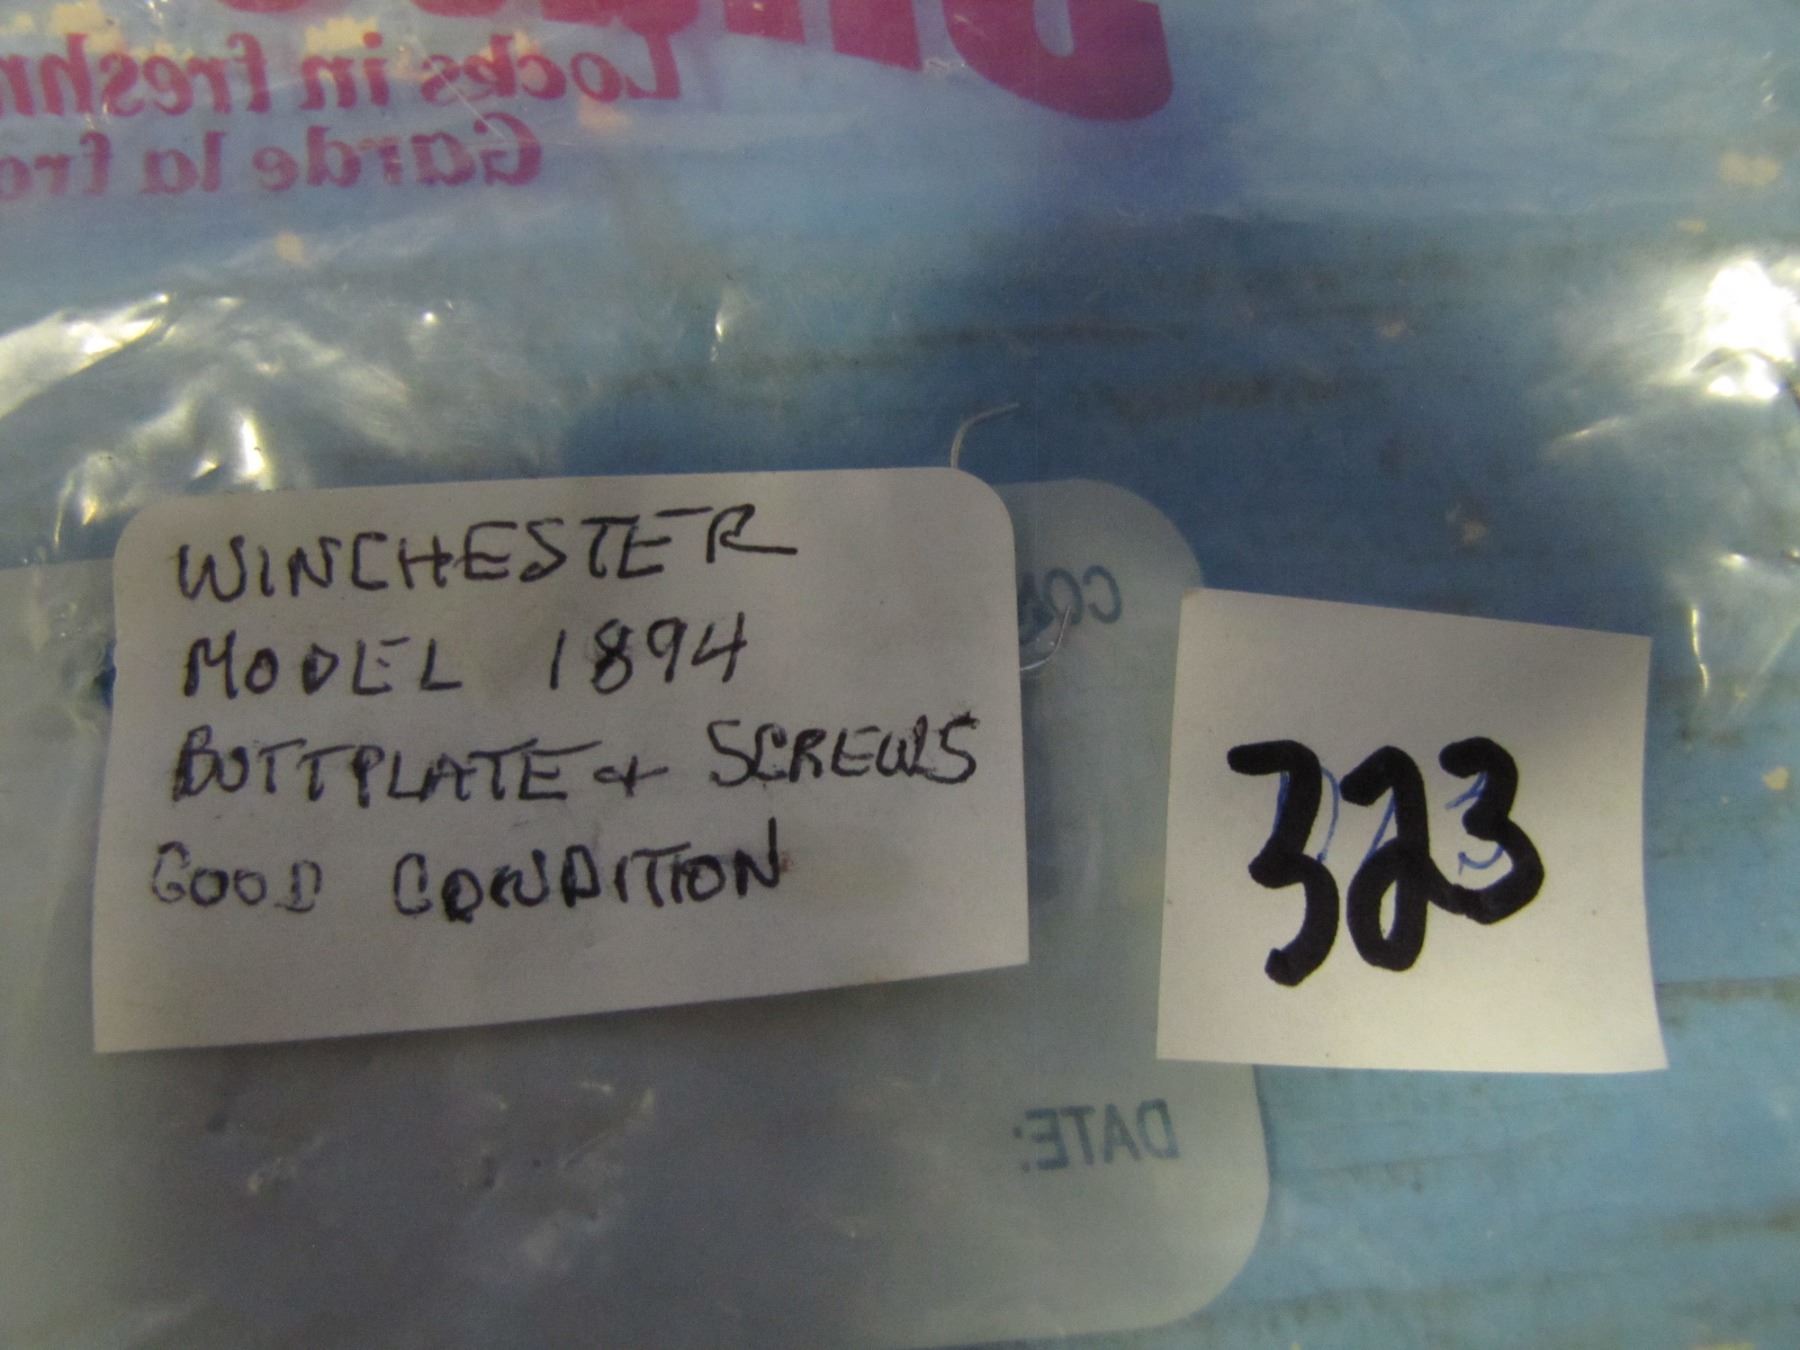 Locks in freshn
Garde la fra
WINCHESTER
MODEL 1894
BUTTPLATE & SCREWS
GOOD CONDITION
323
DATE: